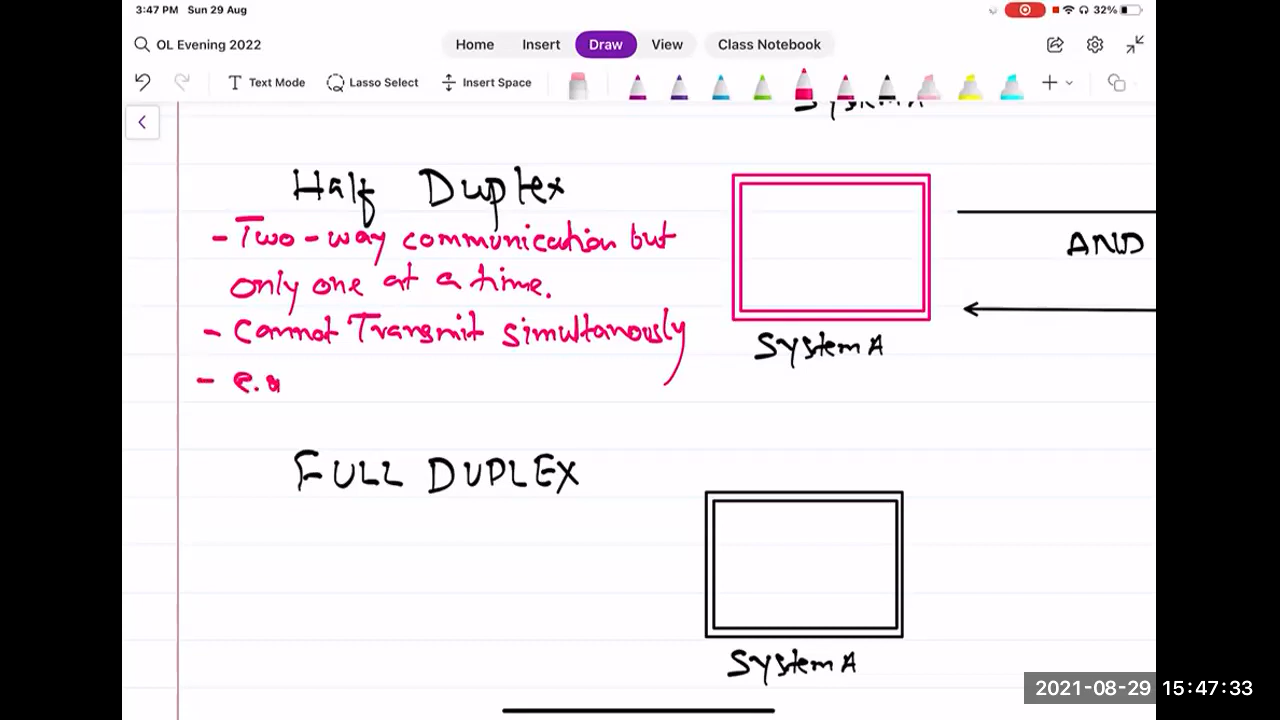 3:47 PM Sun 29 Aug
32%
OL Evening 2022
Home Insert Draw View Class Notebook
Text Mode Lasso Select Insert Space
System A
Half Duplex
- Two-way communication but
only one at a time.
- Cannot Transmit simultanously
- e.g
AND
System A
FULL DUPLEX
System A
2021-08-29 15:47:33